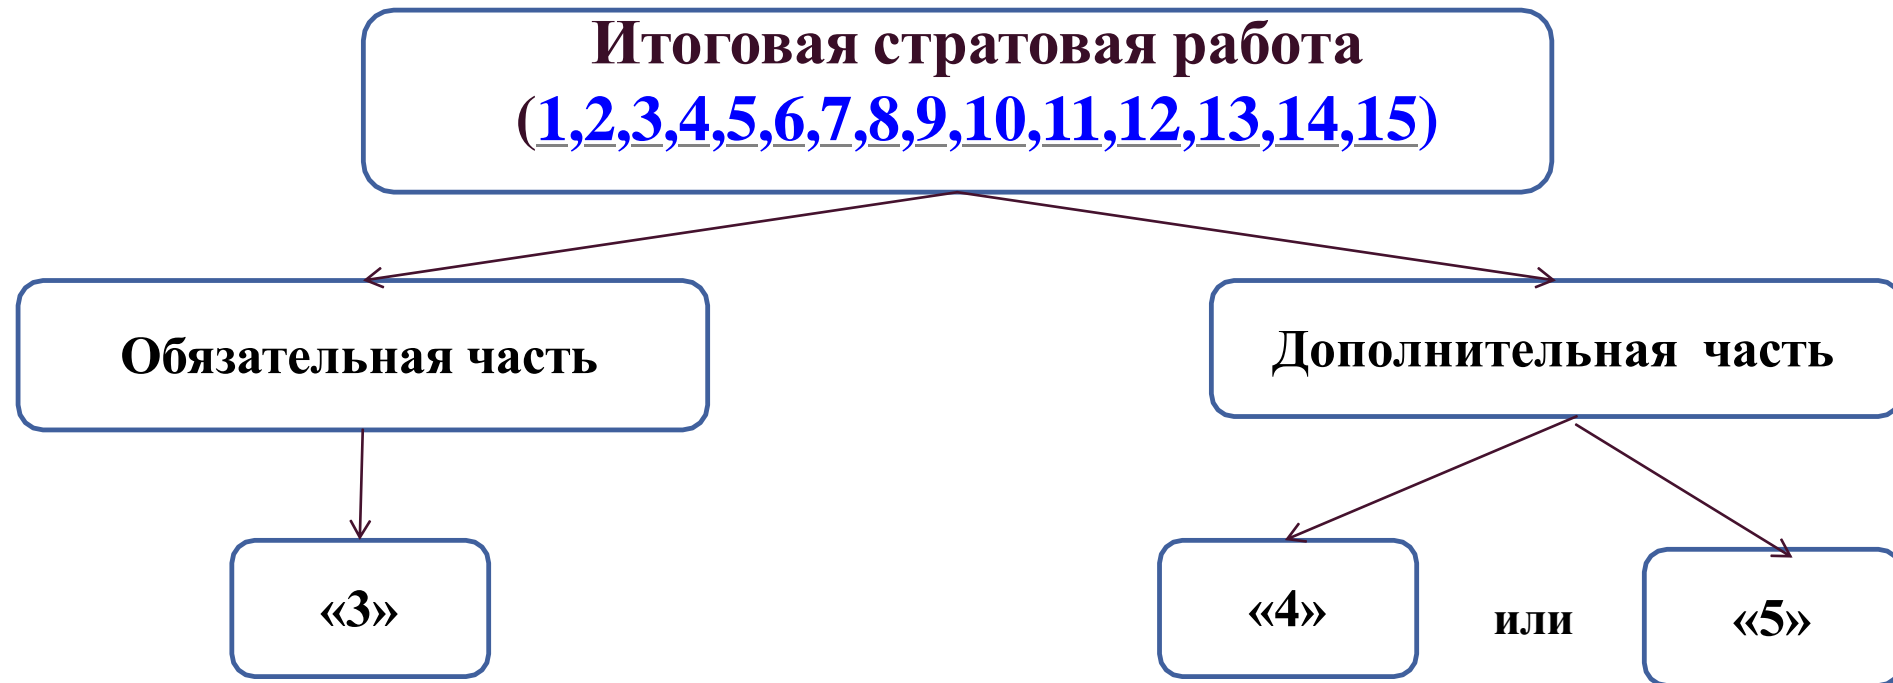 Итоговая стратовая работа
(1,2,3,4,5,6,7,8,9,10,11,12,13,14,15)
Обязательная часть
Дополнительная часть
«3»
«4»
или
«5»